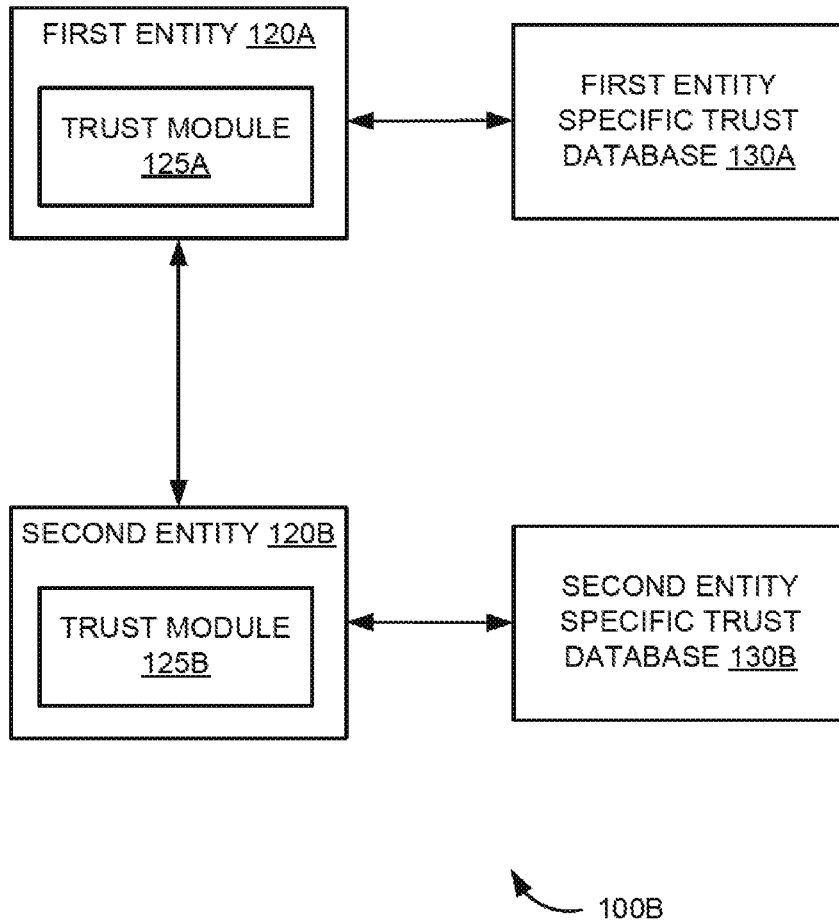 FIRST ENTITY 120A
TRUST MODULE
125A
FIRST ENTITY
SPECIFIC TRUST
DATABASE 130A
SECOND ENTITY 120B
TRUST MODULE
125B
SECOND ENTITY
SPECIFIC TRUST
DATABASE 130B
100B